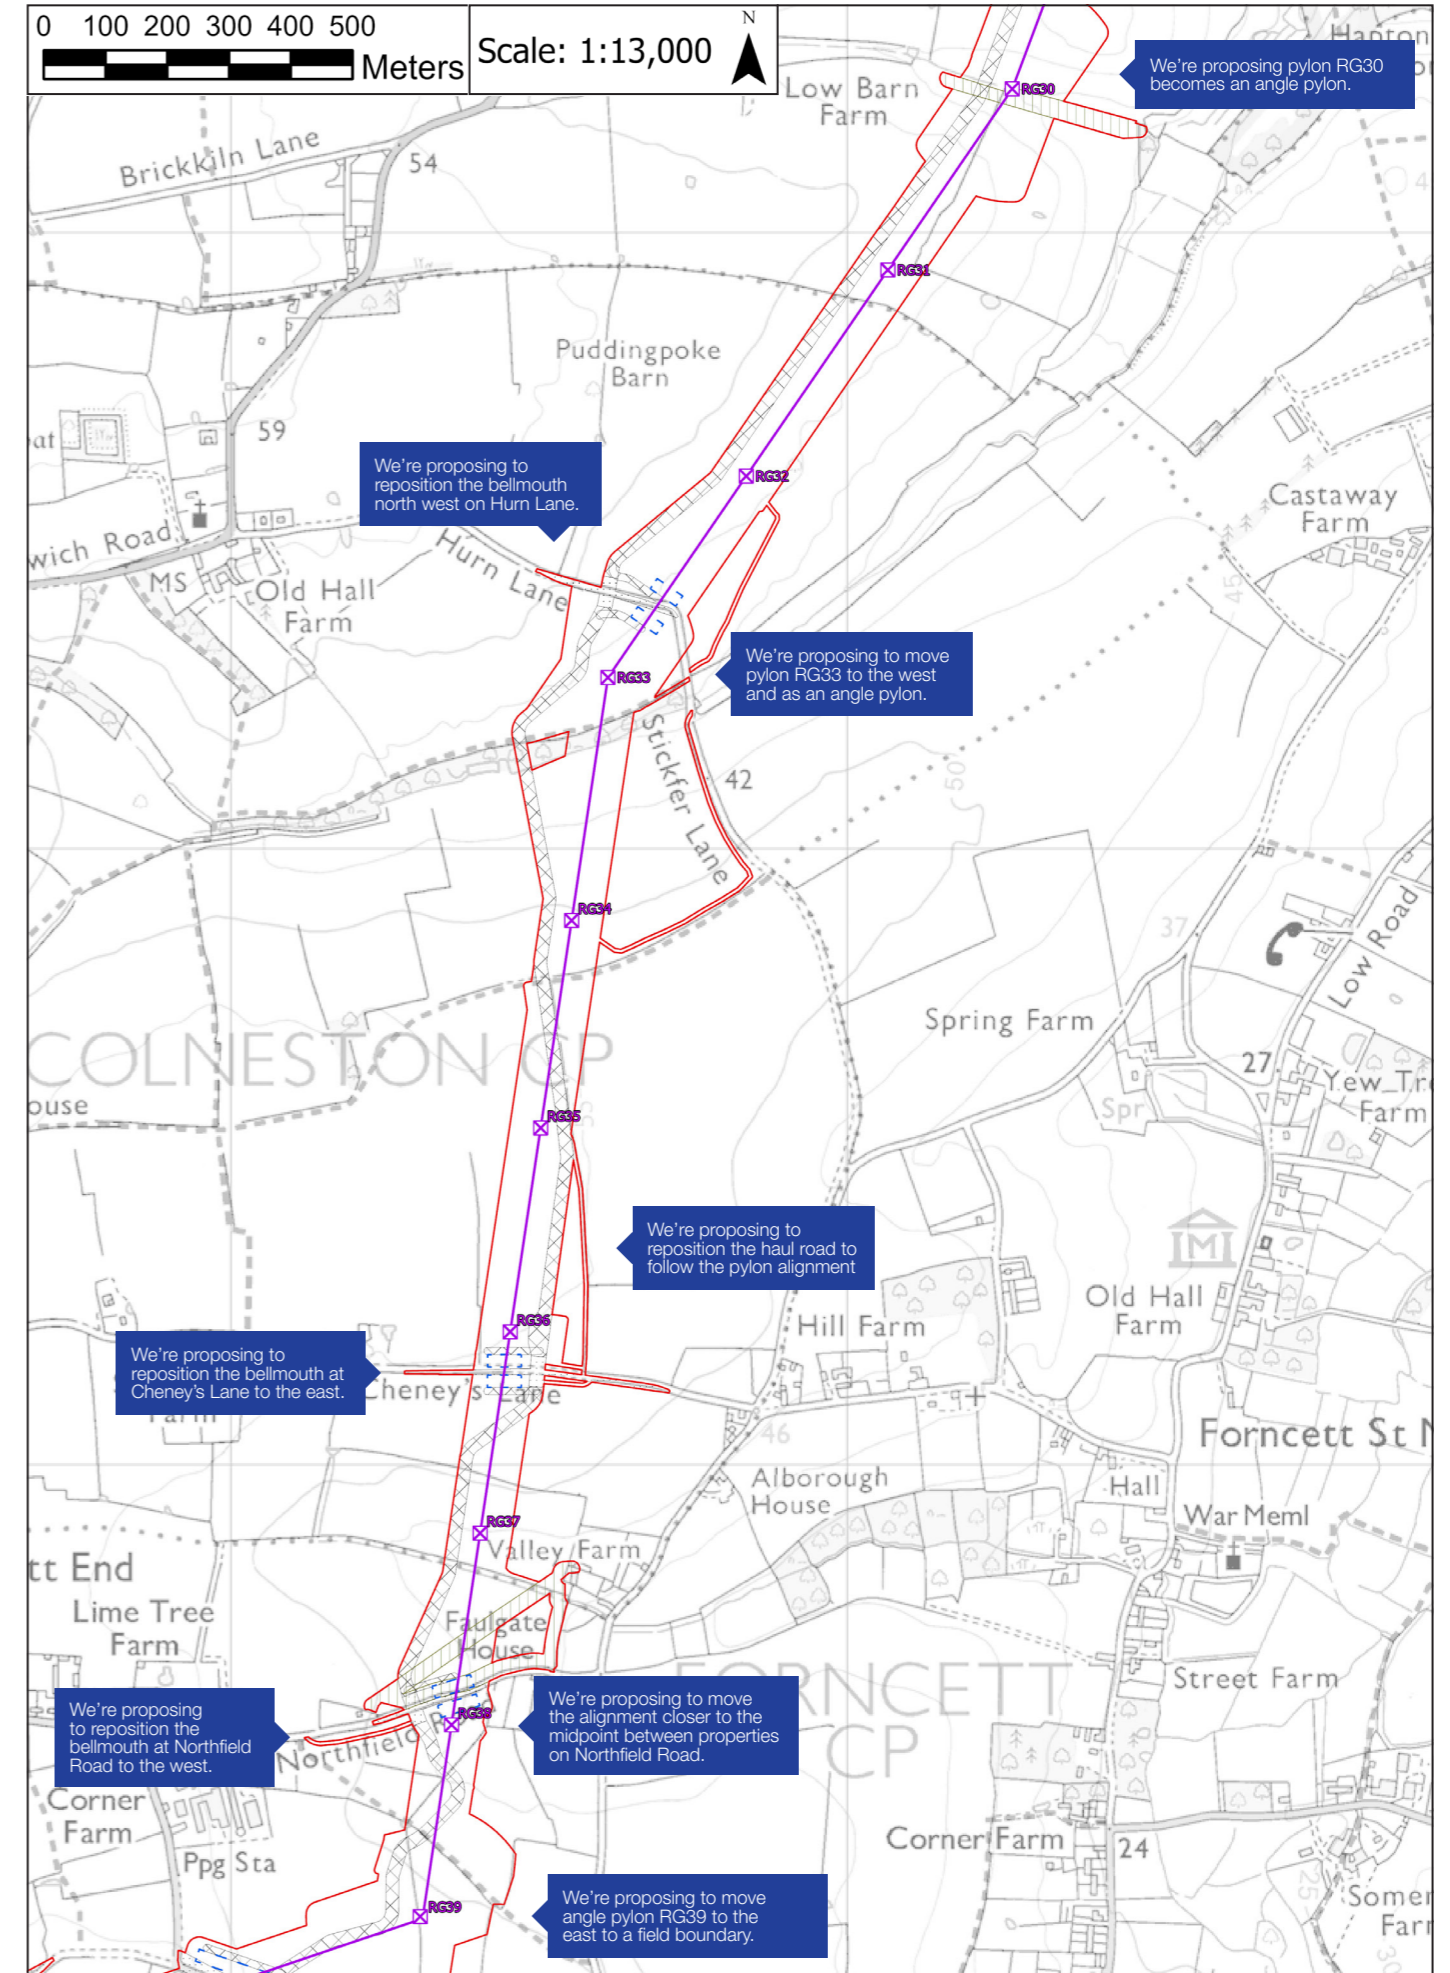 0 100 200 300 400 500
Meters
Scale: 1:13,000
N
We're proposing pylon RG30
becomes an angle pylon.
RG30
Low Barn
Farm
Brickkiln Lane
54
RG31
Puddingpoke
Barn
59
We're proposing to
reposition the bellmouth
north west on Hurn Lane.
RG32
Castaway
Farm
wich Road
MS
Old Hall
Farm
Hurn Lane
45
We're proposing to move
pylon RG33 to the west
and as an angle pylon.
RG33
Stickfer Lane
42
50
RG34
37
Low Road
Spring Farm
COLNESTON CP
27
ouse
Yew Tr
Farm
Spr
RG35
We're proposing to
reposition the haul road to
follow the pylon alignment
M
Old Hall
Farm
Hill Farm
RG36
We're proposing to
reposition the bellmouth at
Cheney's Lane to the east.
Cheney's Lane
Farm
46
Forncett St N
Alborough
House
Hall
War Meml
RG37
Valley Farm
tt End
Lime Tree
Farm
Faulgate
House
FORNCETT
CP
Street Farm
We're proposing
to reposition the
bellmouth at Northfield
Road to the west.
RG38
Northfield R
We're proposing to move
the alignment closer to the
midpoint between properties
on Northfield Road.
Corner
Farm
Ppg Sta
Corner Farm
24
RG39
We're proposing to move
angle pylon RG39 to the
east to a field boundary.
25
Somer
Farm
30